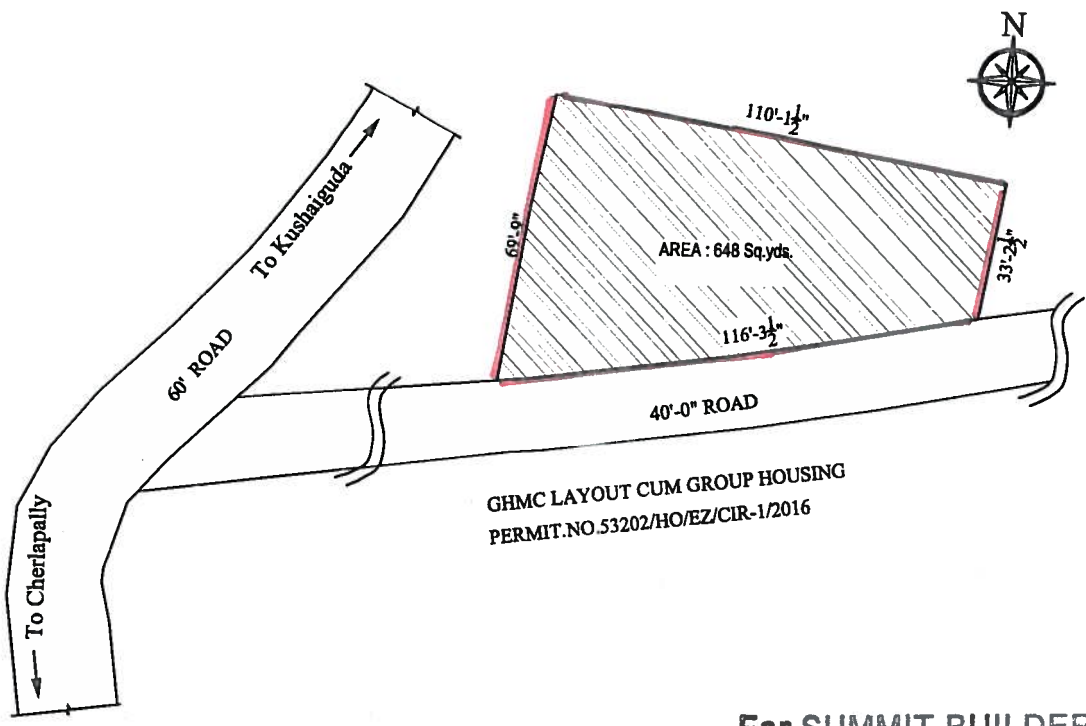 N
110'-1½"
To Kushaiguda
69'-9"
AREA : 648 Sq.yds.
33'-2½"
116'-3½"
60' ROAD
40'-0" ROAD
GHMC LAYOUT CUM GROUP HOUSING
PERMIT.NO.53202/HO/EZ/CIR-1/2016
To Cherlapally
For SUMMIT BUILDER